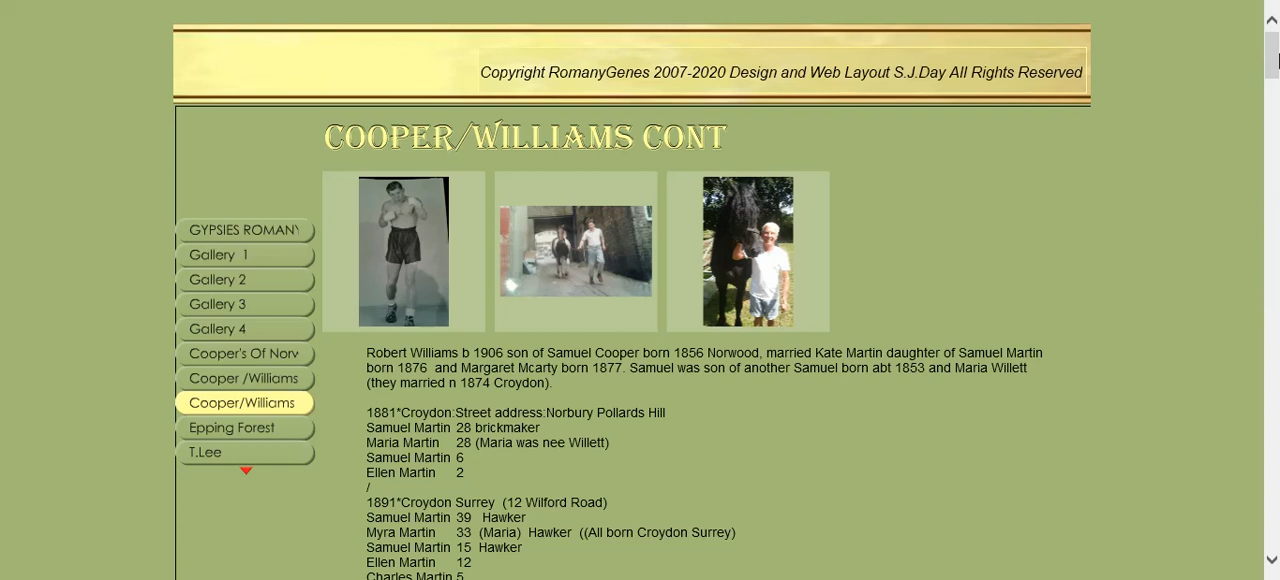 Copyright RomanyGenes 2007-2020 Design and Web Layout S.J.Day All Rights Reserved
COOPER/WILLIAMS CONT
GYPSIES ROMANY
Gallery 1
Gallery 2
Gallery 3
Gallery 4
Cooper's Of Norw
Cooper /Williams
Cooper/Williams
Epping Forest
T.Lee
Robert Williams b 1906 son of Samuel Cooper born 1856 Norwood, married Kate Martin daughter of Samuel Martin
born 1876 and Margaret Mcarty born 1877. Samuel was son of another Samuel born abt 1853 and Maria Willett
(they married n 1874 Croydon).
1881*Croydon:Street address:Norbury Pollards Hill
Samuel Martin 28 brickmaker
Maria Martin 28 (Maria was nee Willett)
Samuel Martin 6
Ellen Martin 2
/
1891*Croydon Surrey (12 Wilford Road)
Samuel Martin 39 Hawker
Myra Martin 33 (Maria) Hawker ((All born Croydon Surrey)
Samuel Martin 15 Hawker
Ellen Martin 12
Charles Martin 5